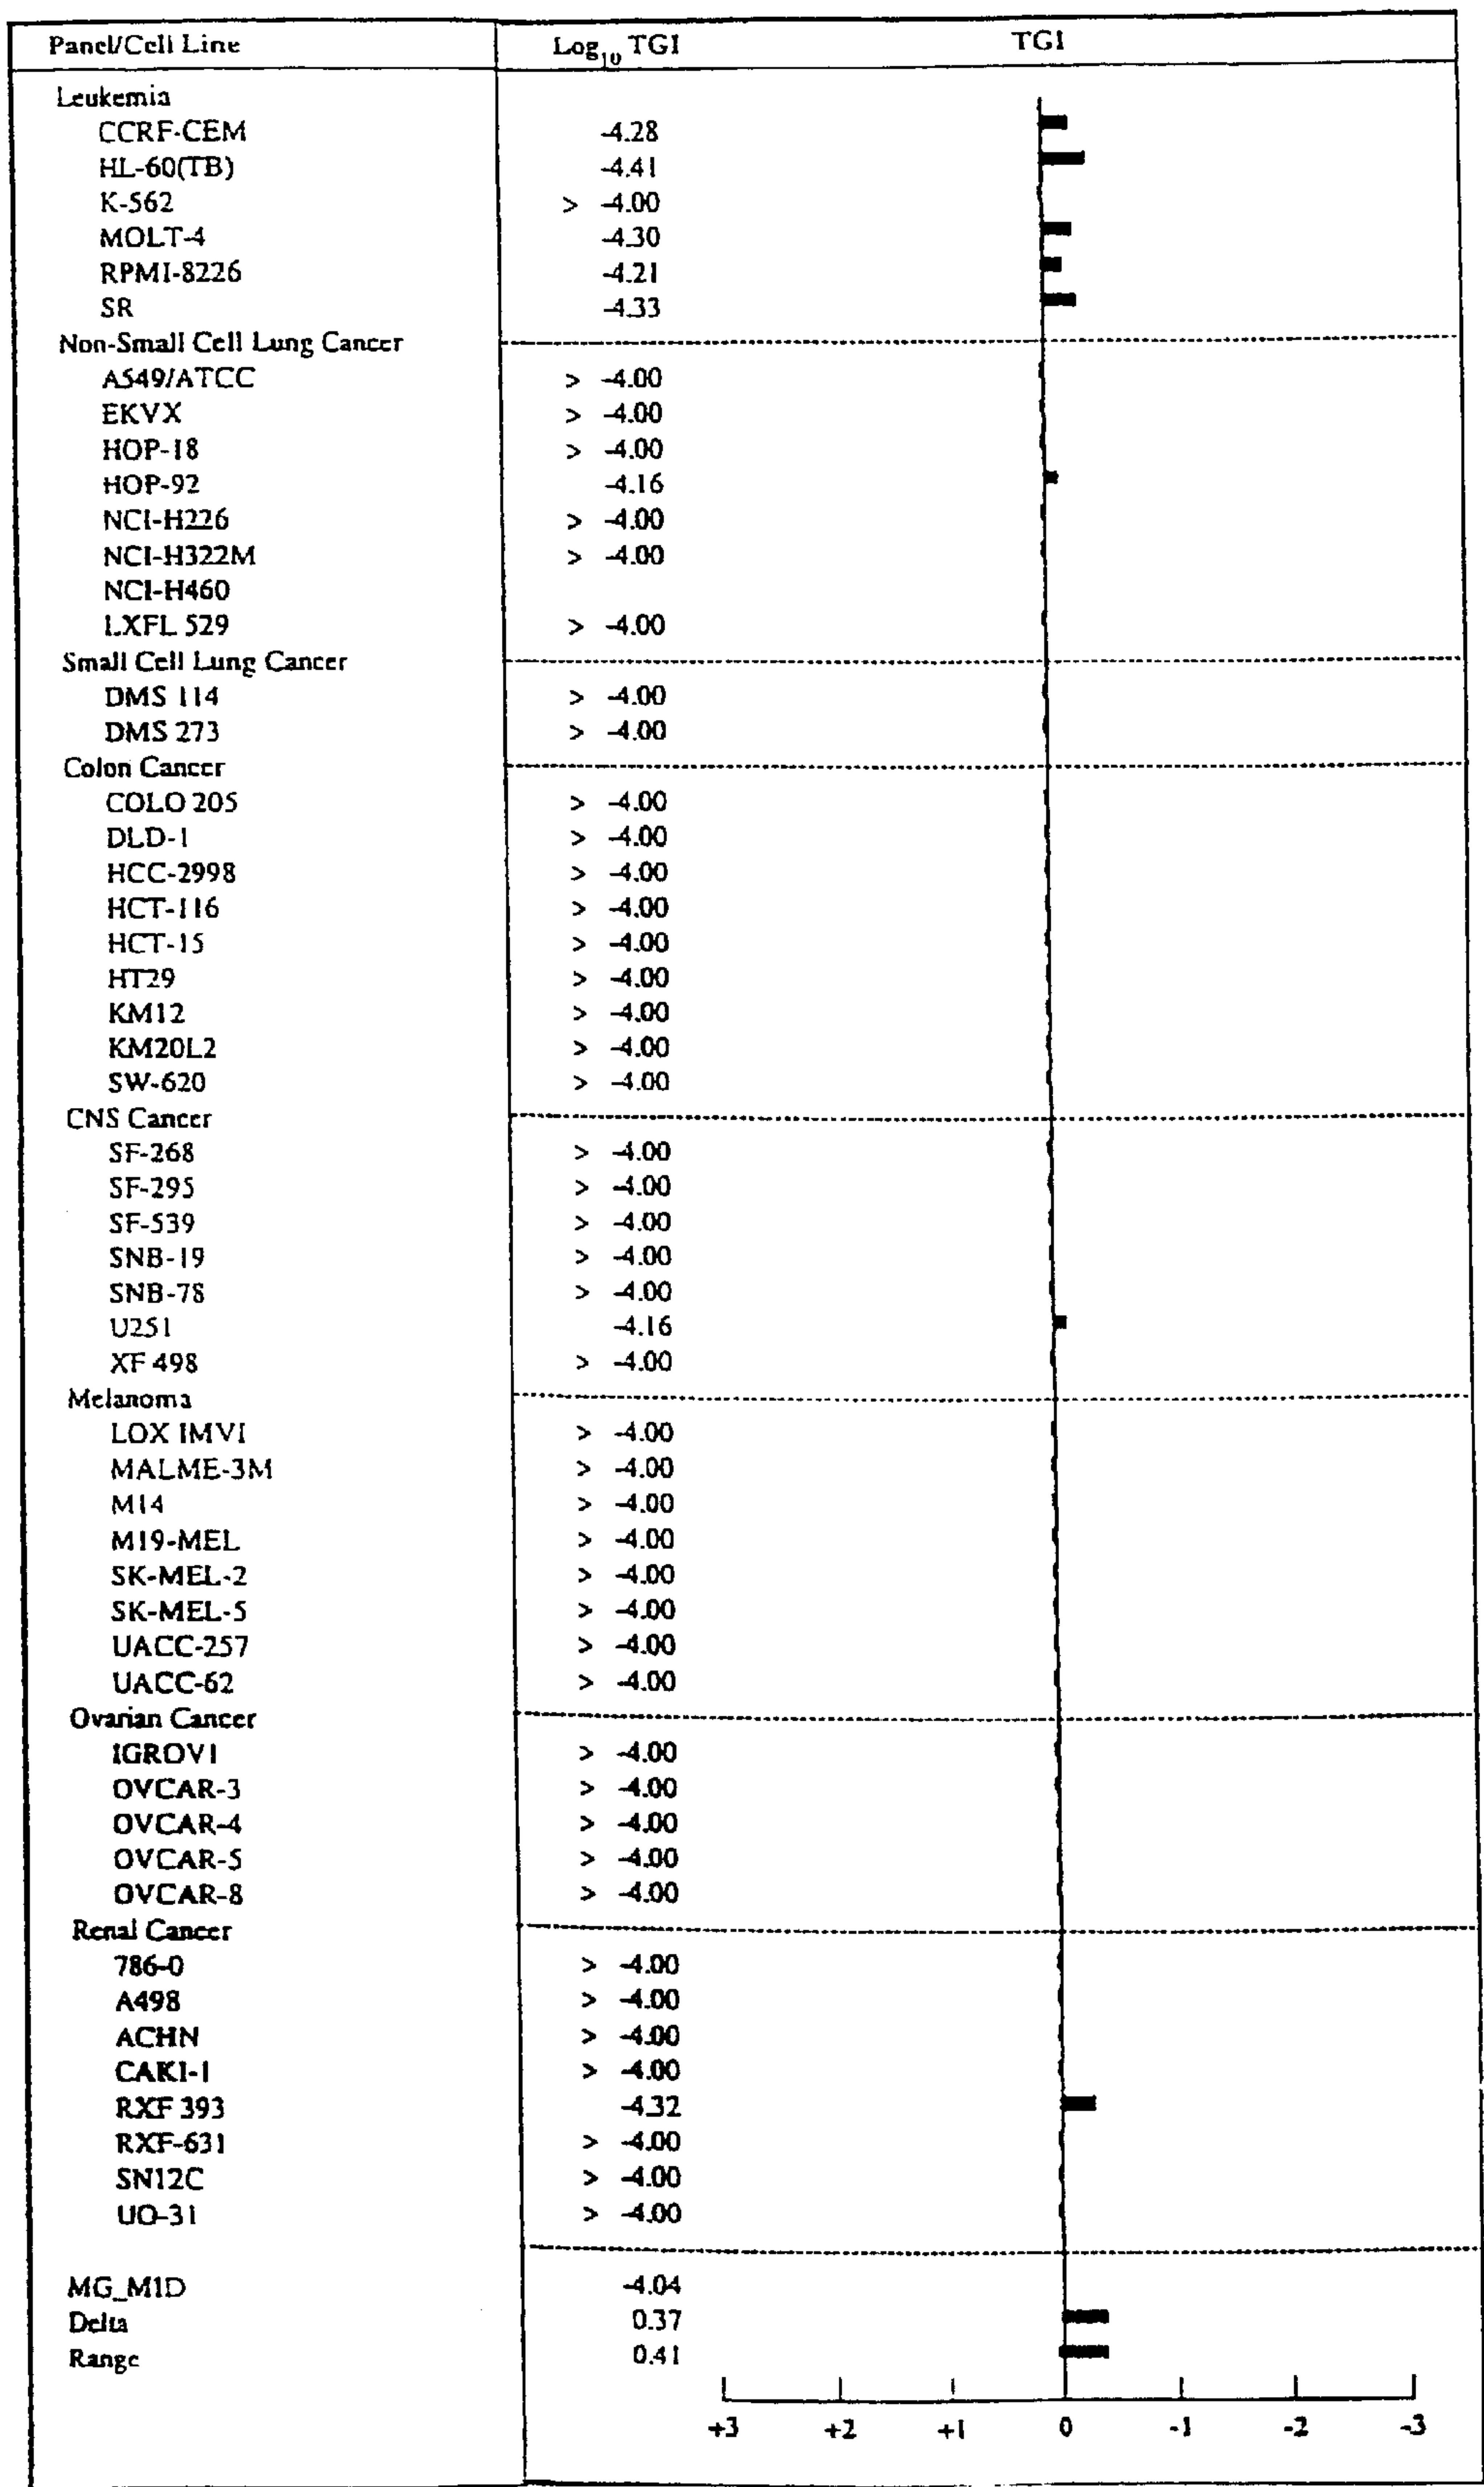 Panel/Cell Line Log10 TGI TGI
Leukemia
CCRF-CEM -4.28
HL-60(TB) -4.41
K-562 > -4.00
MOLT-4 -4.30
RPMI-8226 -4.21
SR -4.33
Non-Small Cell Lung Cancer
A549/ATCC > -4.00
EKVX > -4.00
HOP-18 > -4.00
HOP-92 -4.16
NCI-H226 > -4.00
NCI-H322M > -4.00
NCI-H460
LXFL 529 > -4.00
Small Cell Lung Cancer
DMS 114 > -4.00
DMS 273 > -4.00
Colon Cancer
COLO 205 > -4.00
DLD-1 > -4.00
HCC-2998 > -4.00
HCT-116 > -4.00
HCT-15 > -4.00
HT29 > -4.00
KM12 > -4.00
KM20L2 > -4.00
SW-620 > -4.00
CNS Cancer
SF-268 > -4.00
SF-295 > -4.00
SF-539 > -4.00
SNB-19 > -4.00
SNB-78 > -4.00
U251 -4.16
XF 498 > -4.00
Melanoma
LOX IMVI > -4.00
MALME-3M > -4.00
M14 > -4.00
M19-MEL > -4.00
SK-MEL-2 > -4.00
SK-MEL-5 > -4.00
UACC-257 > -4.00
UACC-62 > -4.00
Ovarian Cancer
IGROV1 > -4.00
OVCAR-3 > -4.00
OVCAR-4 > -4.00
OVCAR-5 > -4.00
OVCAR-8 > -4.00
Renal Cancer
786-0 > -4.00
A498 > -4.00
ACHN > -4.00
CAKI-1 > -4.00
RXF 393 -4.32
RXF-631 > -4.00
SN12C > -4.00
UO-31 > -4.00
MG_MID -4.04
Delta 0.37
Range 0.41
+3 +2 +1 0 -1 -2 -3